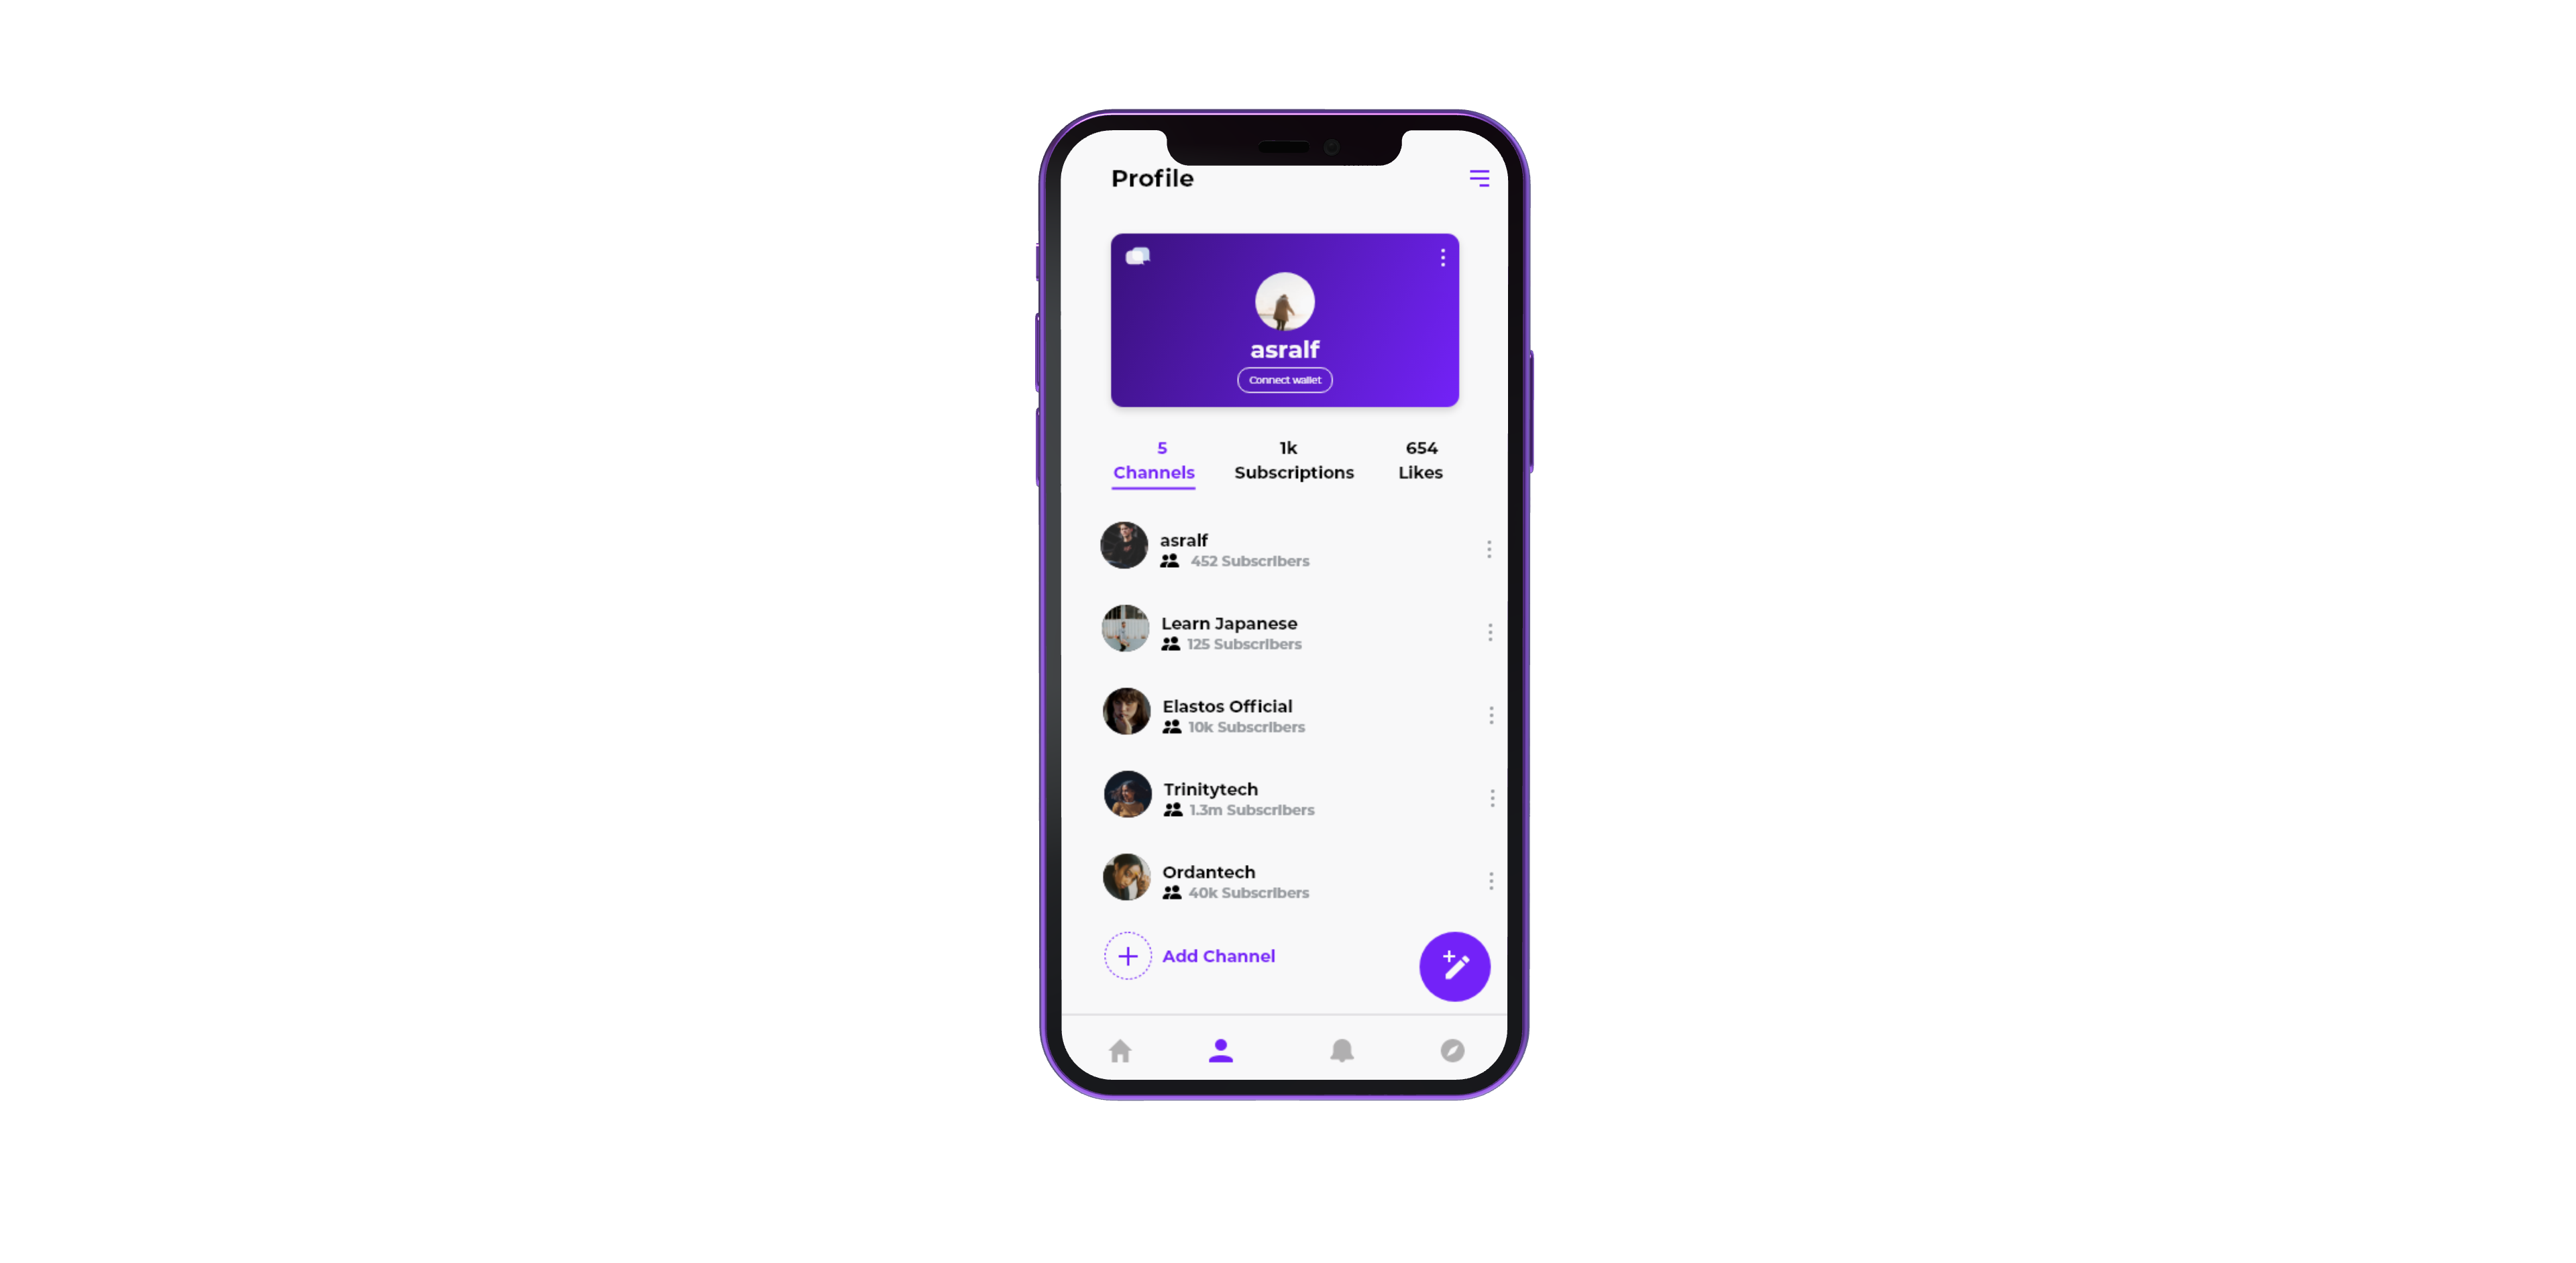 Profile
asralf
Connect wallet
5 1k 654
Channels Subscriptions Likes
asralf
452 Subscribers
Learn Japanese
125 Subscribers
Elastos Official
10k Subscribers
Trinitytech
1.3m Subscribers
Ordantech
40k Subscribers
Add Channel